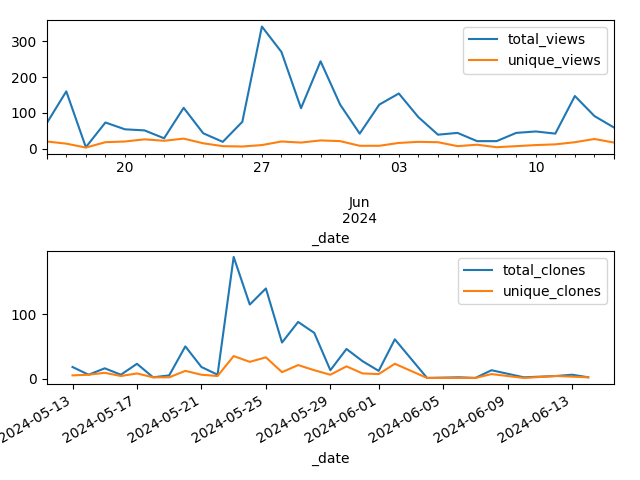 300
200
100
0
total_views
unique_views
20
27
03
10
Jun
2024
_date
100
0
total_clones
unique_clones
2024-05-13
2024-05-17
2024-05-21
2024-05-25
2024-05-29
2024-06-01
2024-06-05
2024-06-09
2024-06-13
_date